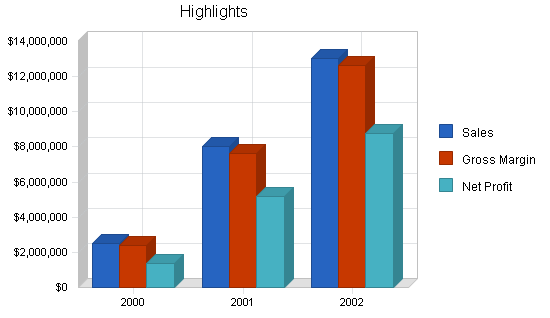 Highlights
$14,000,000
$12,000,000
$10,000,000
$8,000,000
$6,000,000
$4,000,000
$2,000,000
$0
2000
2001
2002
Sales
Gross Margin
Net Profit